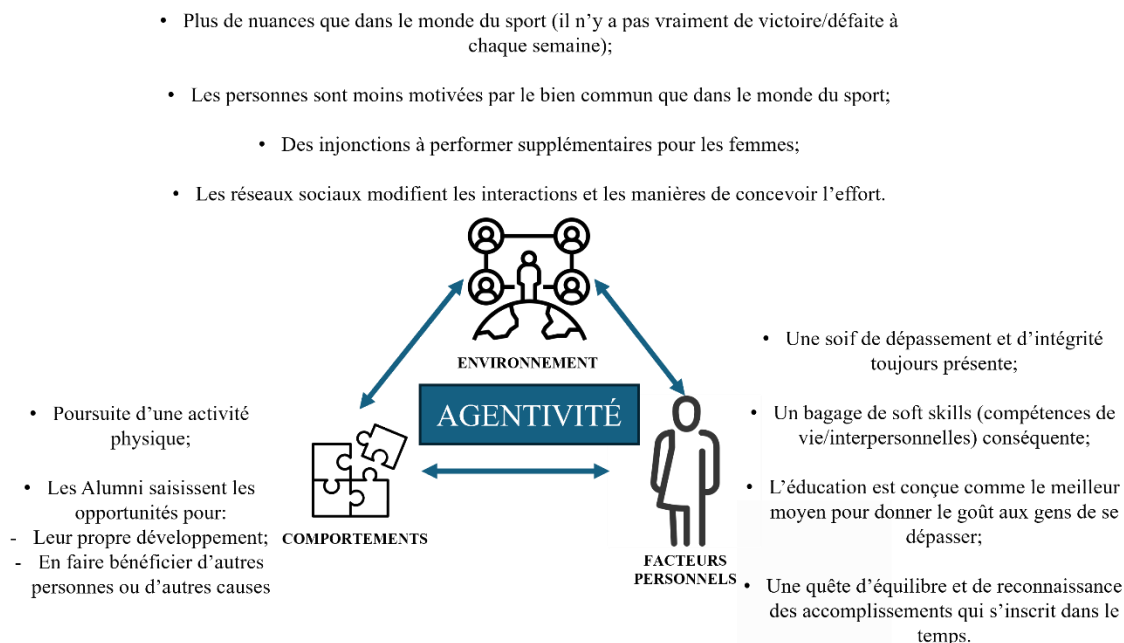 • Plus de nuances que dans le monde du sport (il n’y a pas vraiment de victoire/défaite à
chaque semaine);
• Les personnes sont moins motivées par le bien commun que dans le monde du sport;
• Des injonctions à performer supplémentaires pour les femmes;
• Les réseaux sociaux modifient les interactions et les manières de concevoir l’effort.
ENVIRONNEMENT
AGENTIVITÉ
• Poursuite d’une activité
physique;
• Les Alumni saisissent les
opportunités pour:
- Leur propre développement;
- En faire bénéficier d’autres
personnes ou d’autres causes
COMPORTEMENTS
FACTEURS
PERSONNELS
• Une soif de dépassement et d’intégrité
toujours présente;
• Un bagage de soft skills (compétences de
vie/interpersonnelles) conséquente;
• L’éducation est conçue comme le meilleur
moyen pour donner le goût aux gens de se
dépasser;
• Une quête d’équilibre et de reconnaissance
des accomplissements qui s’inscrit dans le
temps.